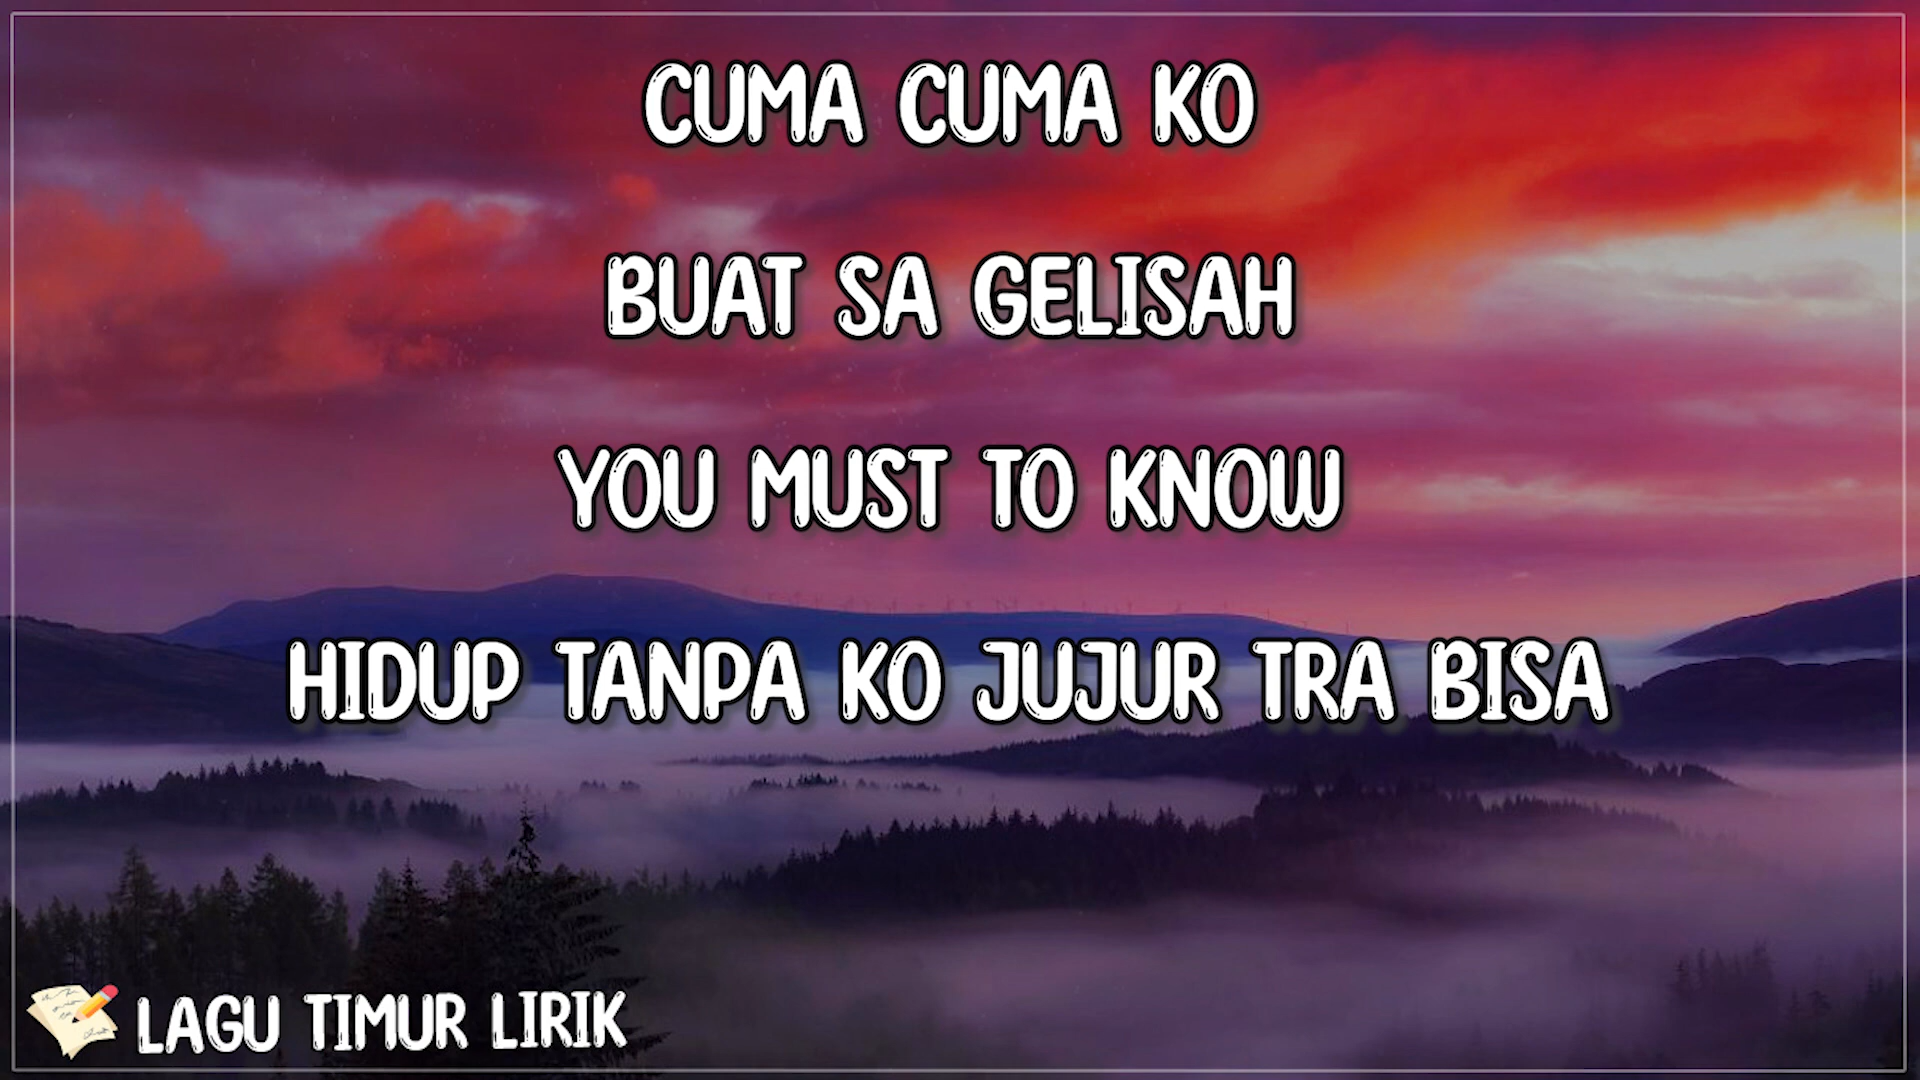 CUMA CUMA KO
BUAT SA GELISAH
YOU MUST TO KNOW
HIDUP TANPA KO JUJUR TRA BISA
LAGU TIMUR LIRIK